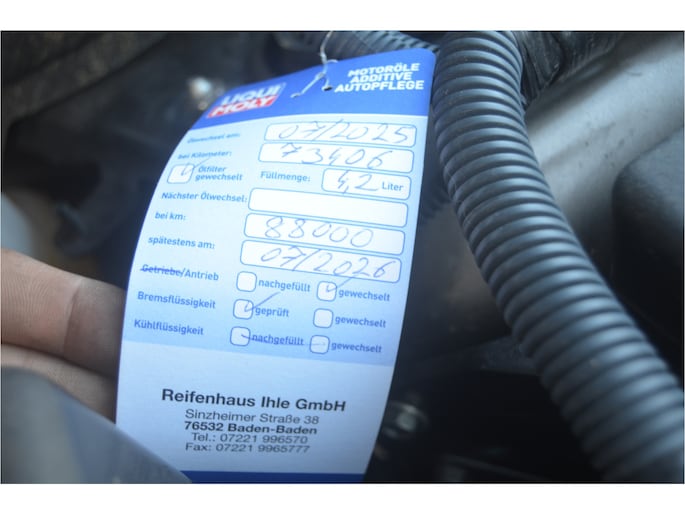 LIQUI
MOLY
MOTORÖLE
ADDITIVE
AUTOPFLEGE
Ölwechsel am: 07/2025
bei Kilometer: 73406
Ölfilter
gewechselt Füllmenge: 4,2 Liter
Nächster Ölwechsel:
bei km: 88000
spätestens am: 07/2026
Getriebe/Antrieb nachgefüllt gewechselt
Bremsflüssigkeit geprüft gewechselt
Kühlflüssigkeit nachgefüllt gewechselt
Reifenhaus Ihle GmbH
Sinzheimer Straße 38
76532 Baden-Baden
Tel.: 07221 996570
Fax: 07221 9965777